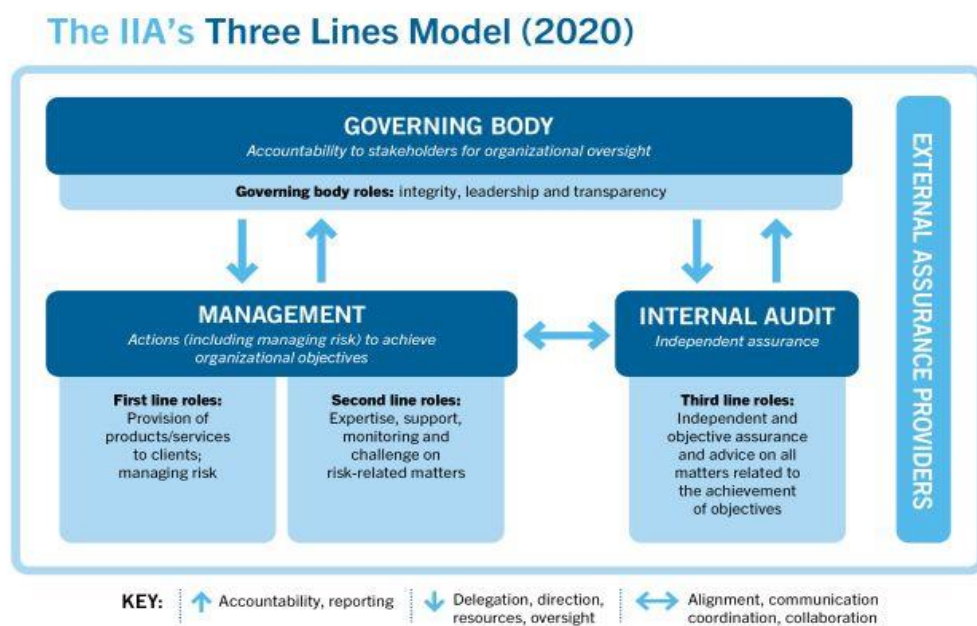 The IIA's Three Lines Model (2020)
GOVERNING BODY
Accountability to stakeholders for organizational oversight
Governing body roles: integrity, leadership and transparency
MANAGEMENT
Actions (including managing risk) to achieve
organizational objectives
First line roles:
Provision of
products/services
to clients;
managing risk
Second line roles:
Expertise, support,
monitoring and
challenge on
risk-related matters
INTERNAL AUDIT
Independent assurance
Third line roles:
Independent and
objective assurance
and advice on all
matters related to
the achievement
of objectives
EXTERNAL ASSURANCE PROVIDERS
KEY:
Accountability, reporting
Delegation, direction,
resources, oversight
Alignment, communication
coordination, collaboration